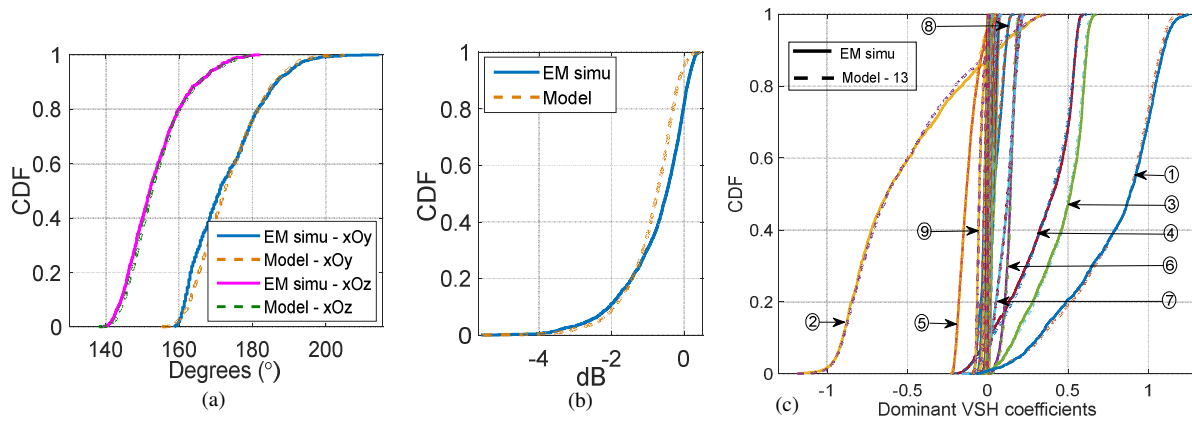 CDF
1
0.8
0.6
0.4
0.2
0
140
160
180
200
Degrees (°)
EM simu - xOy
Model - xOy
EM simu - xOz
Model - xOz
(a)
CDF
1
0.8
0.6
0.4
0.2
0
-4
-2
0
dB
EM simu
Model
(b)
CDF
1
0.8
0.6
0.4
0.2
0
-1
-0.5
0
0.5
1
Dominant VSH coefficients
EM simu
Model - 13
⑧
①
③
④
⑨
⑥
⑦
②
⑤
(c)